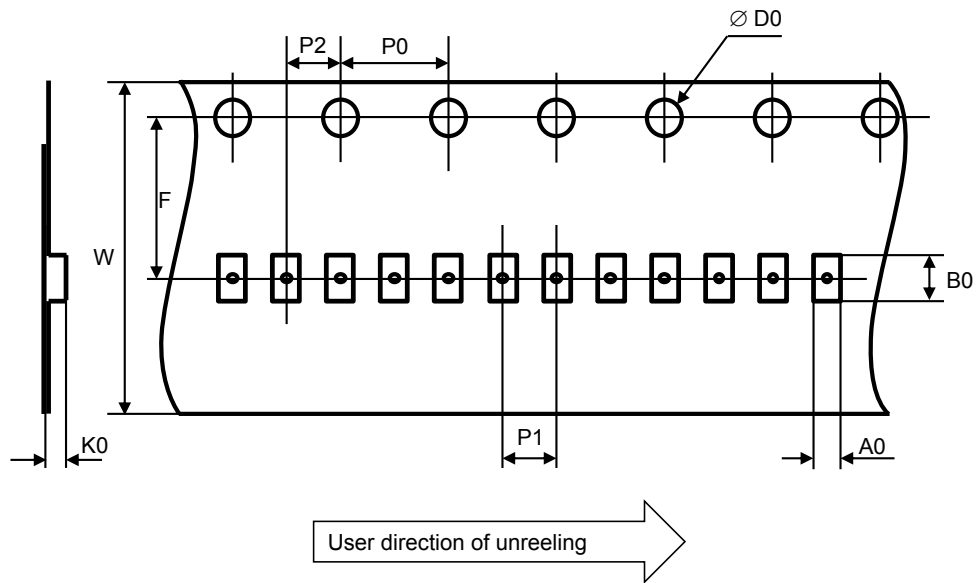 ∅ D0
P2
P0
F
W
B0
K0
P1
A0
User direction of unreeling